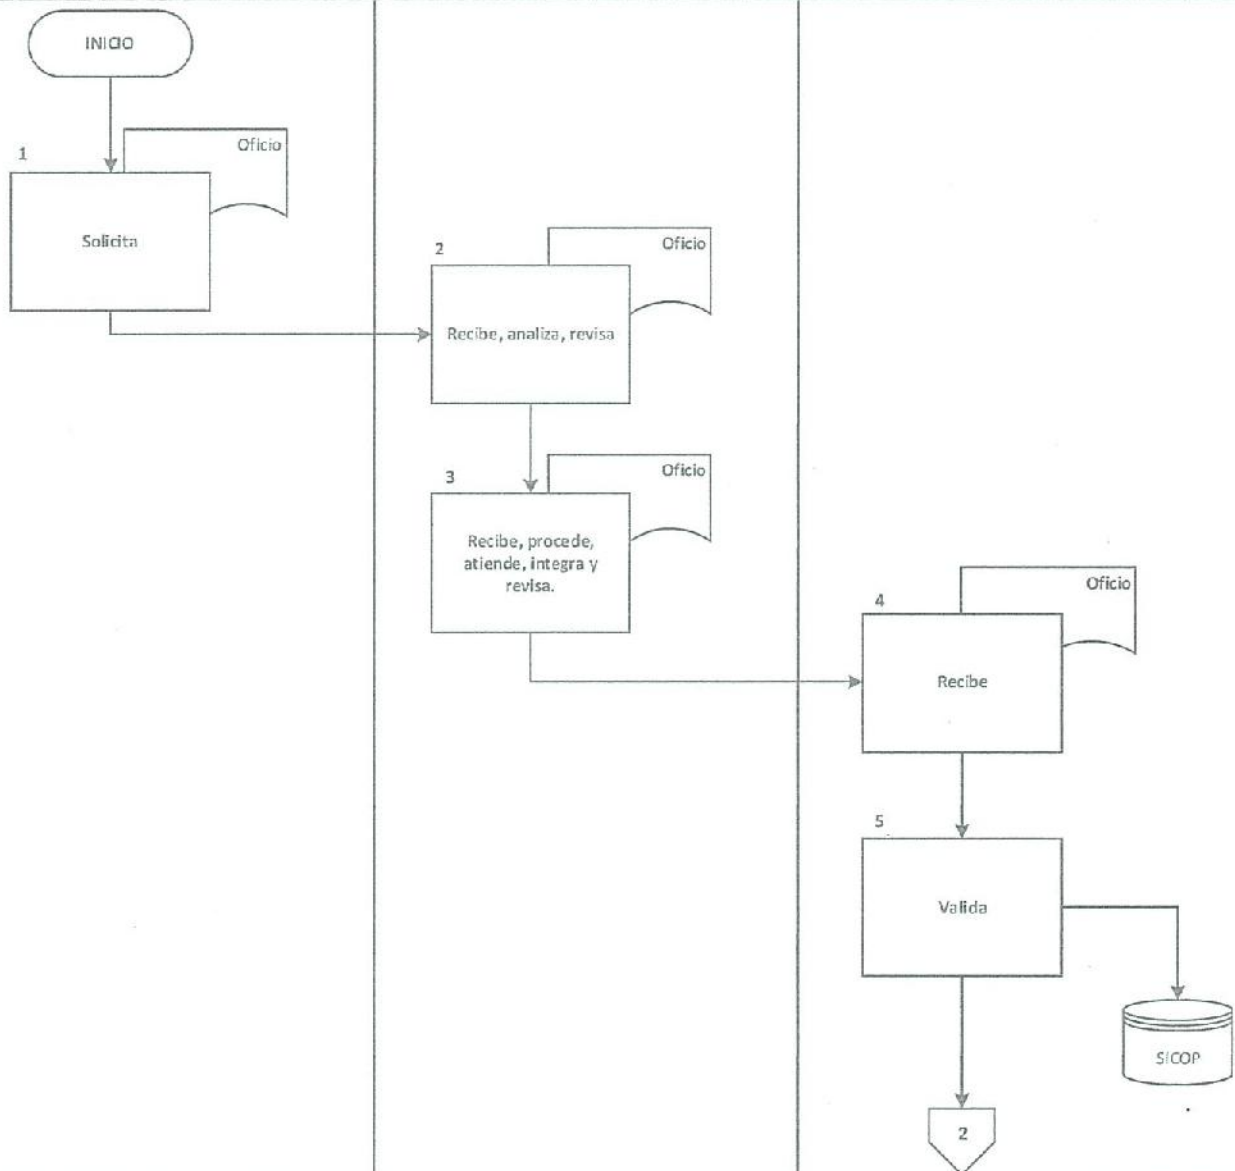 INICIO
1
Oficio
Solicita
2
Oficio
Recibe, analiza, revisa
3
Oficio
Recibe, procede,
atiende, integra y
revisa.
4
Oficio
Recibe
5
Valida
SICOP
2